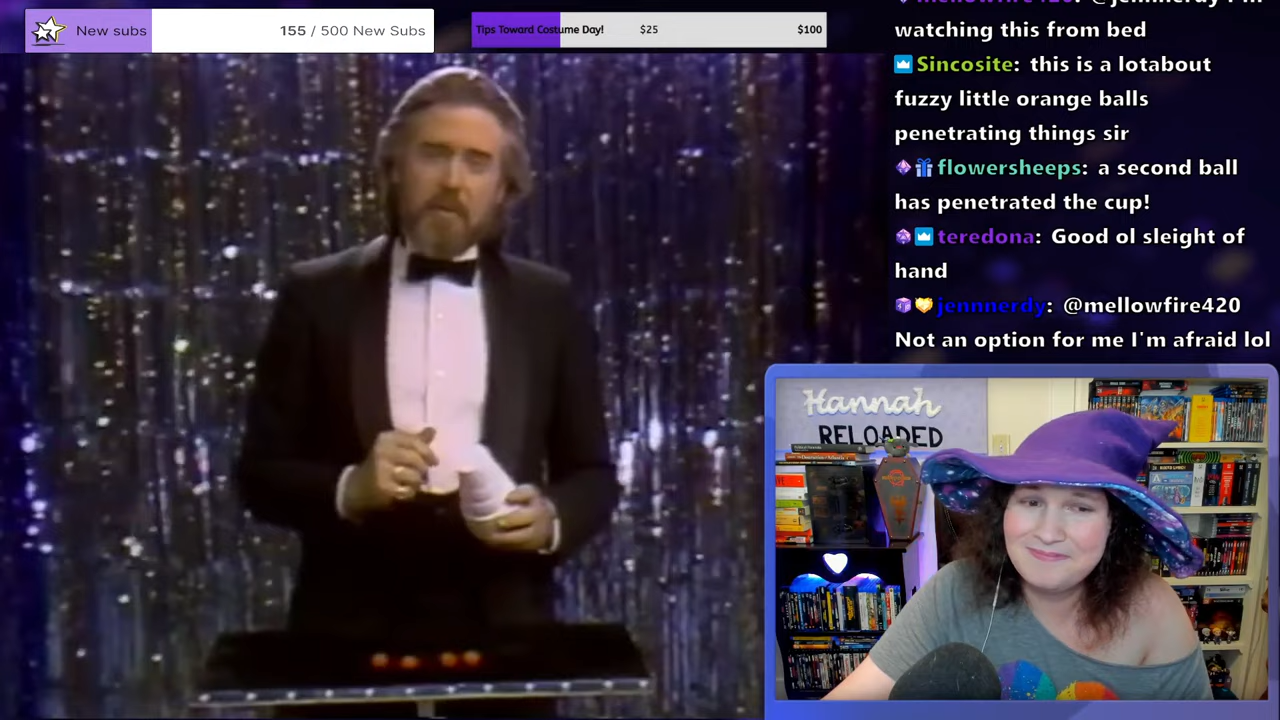 New subs
155 / 500 New Subs
Tips Toward Costume Day!
$25
$100
watching this from bed
Sincosite: this is a lotabout
fuzzy little orange balls
penetrating things sir
flowersheeps: a second ball
has penetrated the cup!
teredona: Good ol sleight of
hand
jennnerdy: @mellowfire420
Not an option for me I'm afraid lol
Hannah
RELOADED